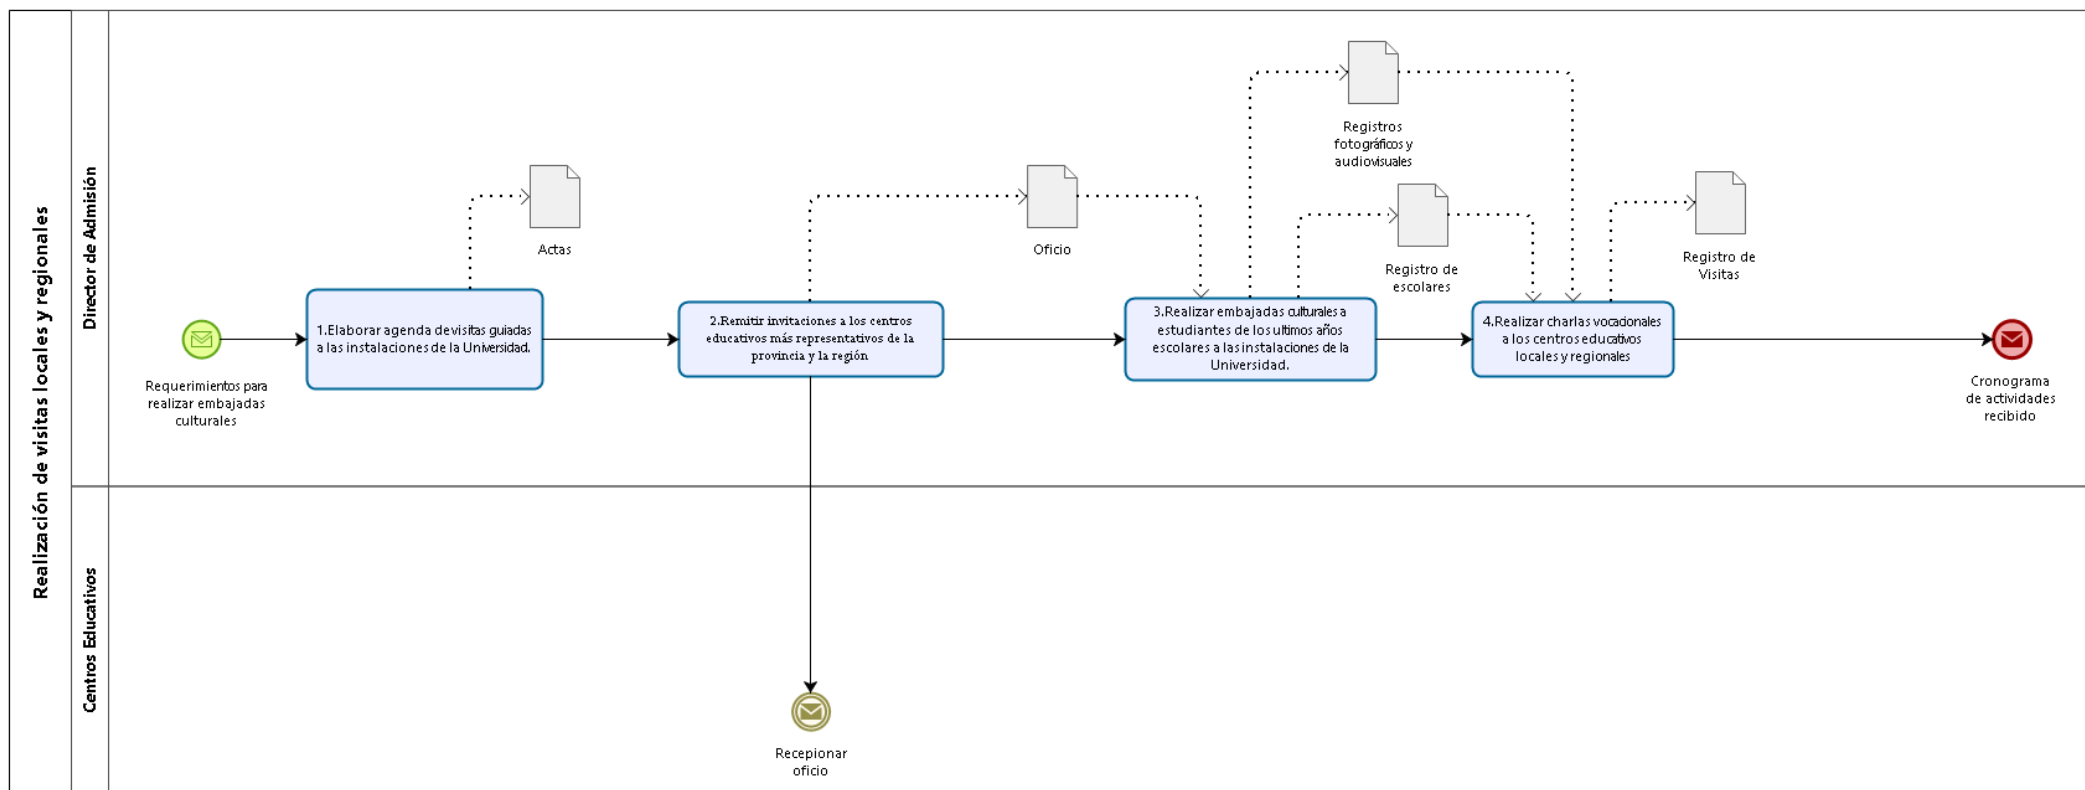 Realización de visitas locales y regionales
Director de Admisión
Requerimientos para
realizar embajadas
culturales
1.Elaborar agenda devisitas guiadas
a las instalaciones de la Universidad.
Actas
2.Remitir invitaciones a los centros
educativos más representativos de la
provincia y la región
Oficio
3.Realizar embajadas culturales a
estudiantes de los ultimos años
escolares a las instalaciones de la
Universidad.
Registros
fotográficos y
audiovisuales
Registro de
escolares
4.Realizar charlas vocacionales
a los centros educativos
locales y regionales
Registro de
Visitas
Cronograma
de actividades
recibido
Centros Educativos
Recepionar
oficio